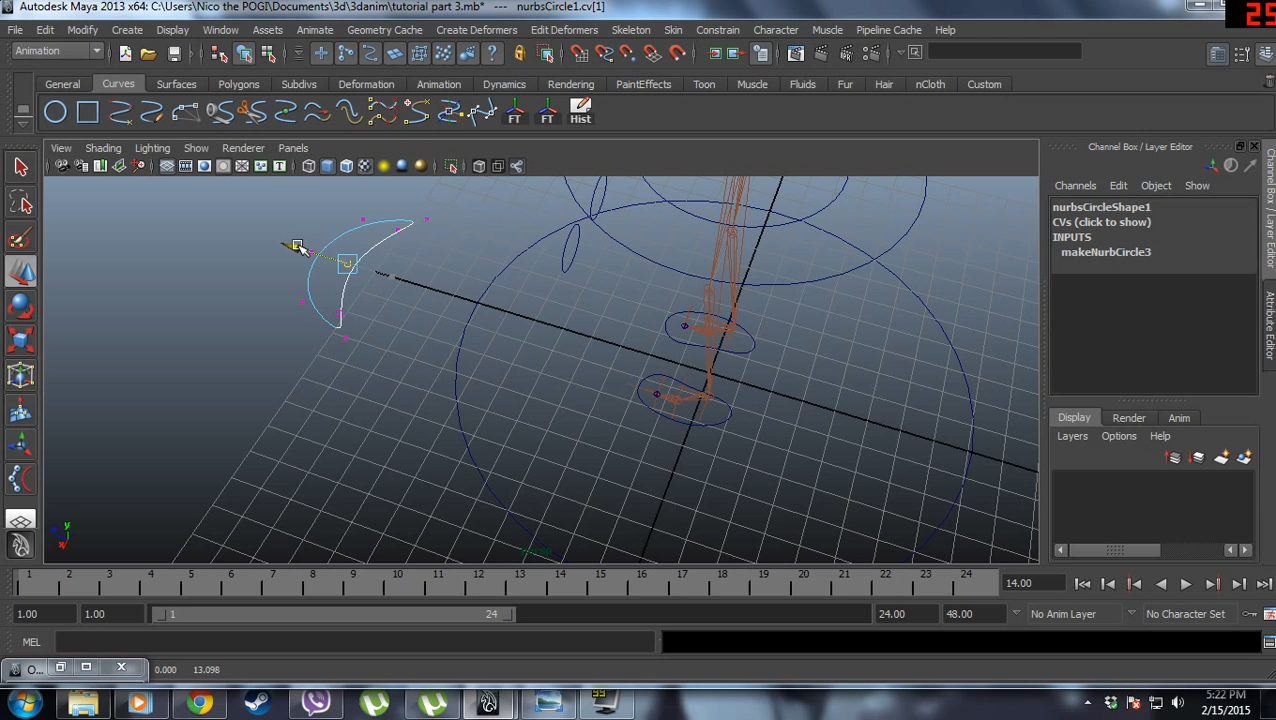 Autodesk Maya 2013 x64: C:\Users\Nico the POGI\Documents\3d\3danim\tutorial part 3.mb* --- nurbsCircle1.cv[1]
25
File Edit Modify Create Display Window Assets Animate Geometry Cache Create Deformers Edit Deformers Skeleton Skin Constrain Character Muscle Pipeline Cache Help
Animation
General Curves Surfaces Subdivs Polygons Deformation Animation Dynamics Rendering PaintEffects Toon Muscle Fluids Fur Hair nCloth Custom
FT FT Hist
View Shading Lighting Show Renderer Panels
Channel Box / Layer Editor
Channels Edit Object Show
nurbsCircleShape1
CVs (click to show)
INPUTS
makeNurbCircle3
Channel Box / Layer Editor
Attribute Editor
Display Render Anim
Layers Options Help
y
x
persp
1 2 3 4 5 6 7 8 9 10 11 12 13 14 15 16 17 18 19 20 21 22 23 24
14.00
1.00 1.00 1 24 24.00 48.00 No Anim Layer No Character Set
MEL
O... 0.000 13.098
5:22 PM
2/15/2015